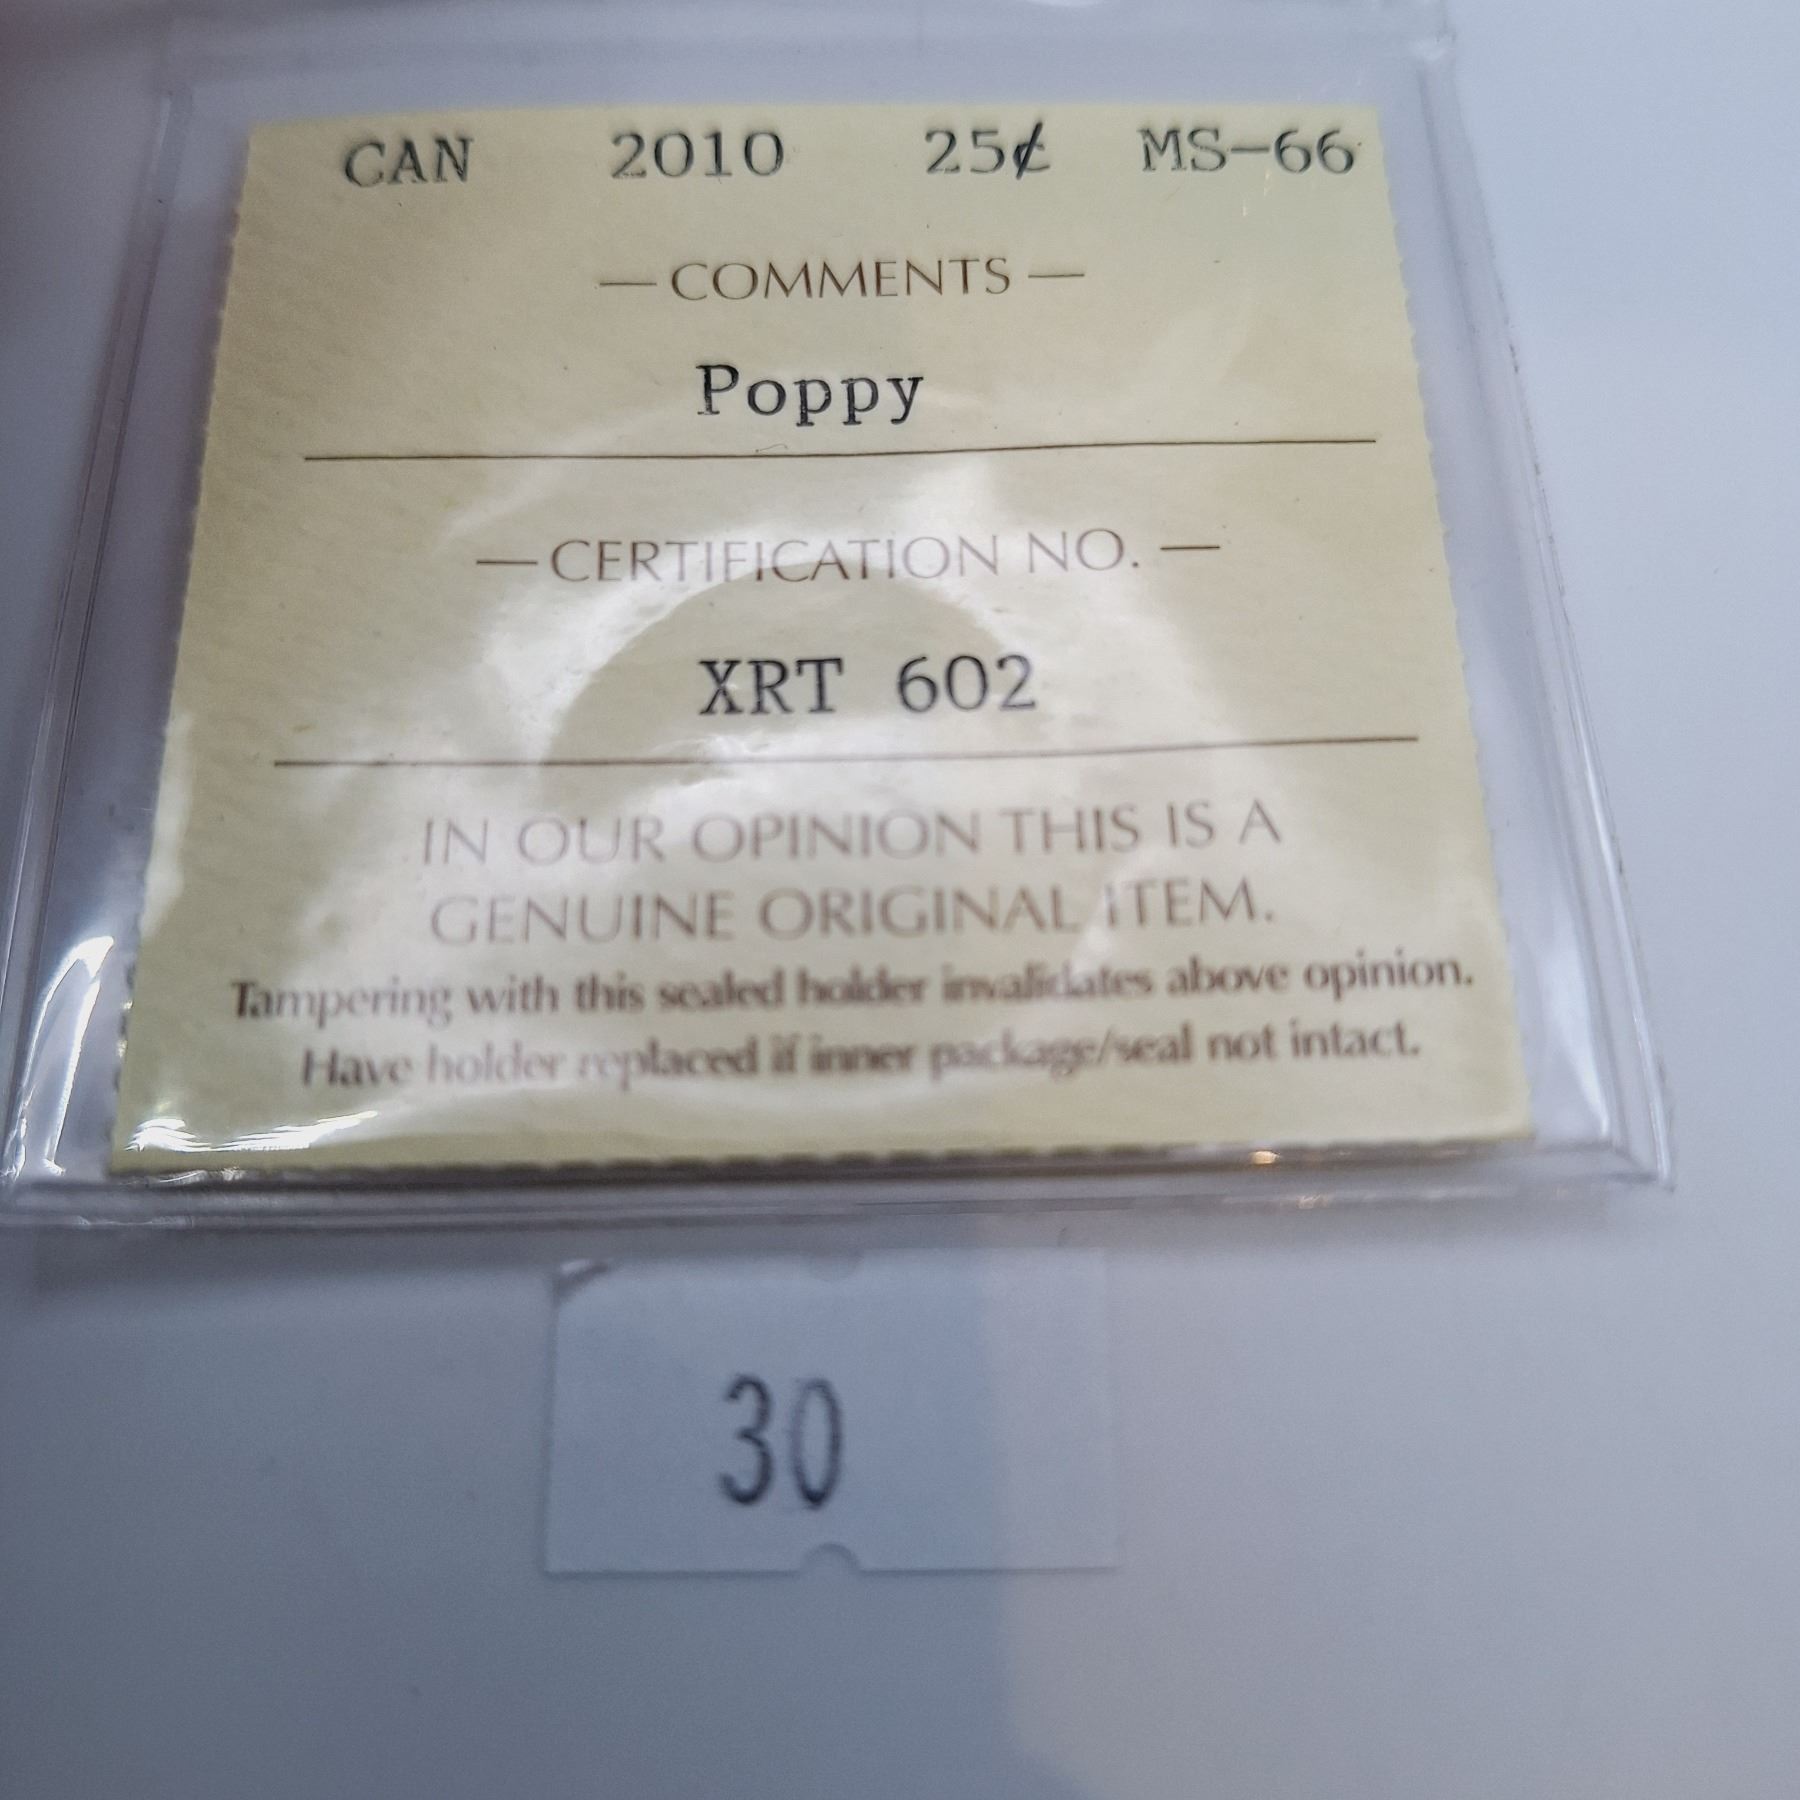 CAN 2010 25¢ MS-66
— COMMENTS —
Poppy
— CERTIFICATION NO. —
XRT 602
IN OUR OPINION THIS IS A
GENUINE ORIGINAL ITEM.
Tampering with this sealed holder invalidates above opinion.
Have holder replaced if inner package/seal not intact.
30